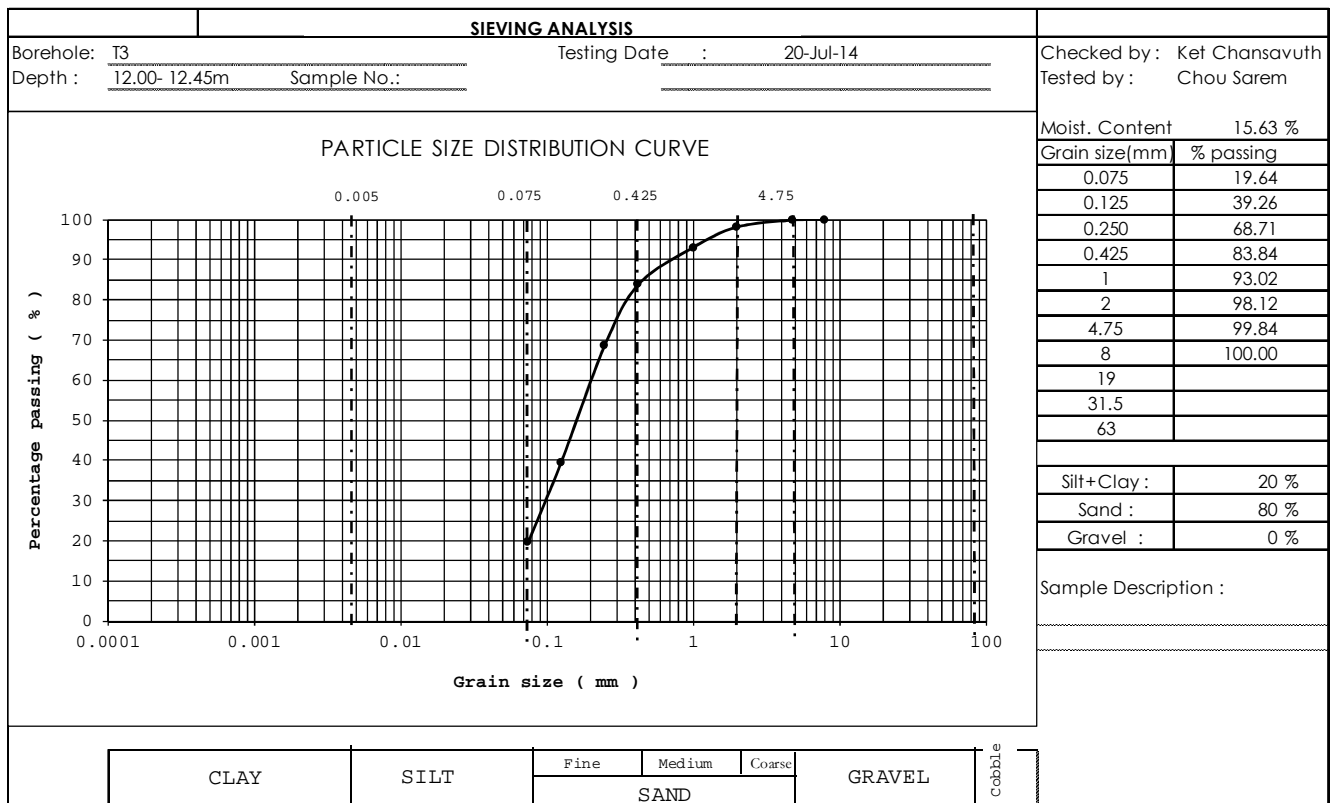 SIEVING ANALYSIS
Borehole: T3 Testing Date : 20-Jul-14
Depth : 12.00- 12.45m Sample No.:
Checked by : Ket Chansavuth
Tested by : Chou Sarem
Moist. Content 15.63 %
Grain size(mm) % passing
0.075 19.64
0.125 39.26
0.250 68.71
0.425 83.84
1 93.02
2 98.12
4.75 99.84
8 100.00
19
31.5
63
Silt+Clay : 20 %
Sand : 80 %
Gravel : 0 %
Sample Description :
PARTICLE SIZE DISTRIBUTION CURVE
0.005 0.075 0.425 4.75
100
90
80
70
60
50
40
30
20
10
0
Percentage passing ( % )
0.0001 0.001 0.01 0.1 1 10 100
Grain size ( mm )
CLAY SILT Fine Medium Coarse GRAVEL Cobble
SAND